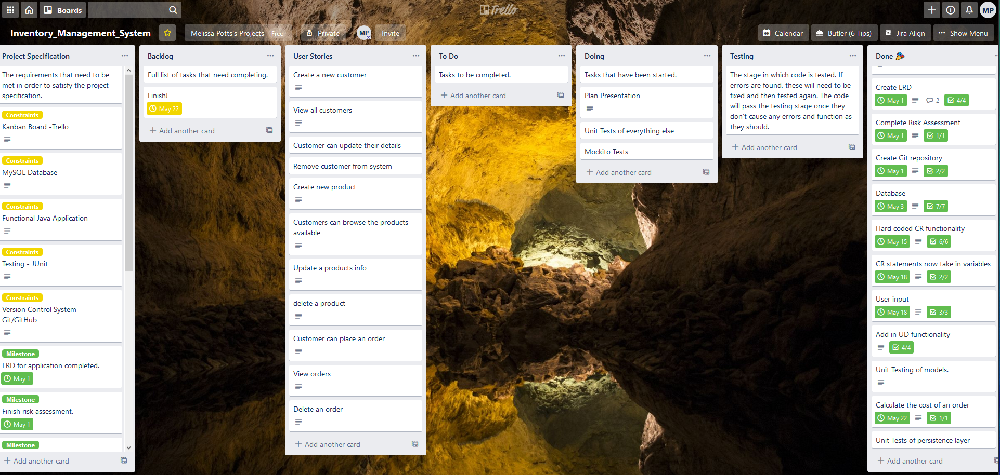 Boards
Trello
MP
Inventory_Management_System
Melissa Potts's Projects Free
Private
MP
Invite
Calendar
Butler (6 Tips)
Jira Align
Show Menu
Project Specification
The requirements that need to be
met in order to satisfy the project
specification.
Constraints
Kanban Board -Trello
Constraints
MySQL Database
Constraints
Functional Java Application
Constraints
Testing - JUnit
Constraints
Version Control System -
Git/GitHub
Milestone
ERD for application completed.
May 1
Milestone
Finish risk assessment.
May 1
Milestone
Add another card
Backlog
Full list of tasks that need completing.
Finish!
May 22
Add another card
User Stories
Create a new customer
View all customers
Customer can update their details
Remove customer from system
Create new product
Customers can browse the products
available
Update a products info
delete a product
Customer can place an order
View orders
Delete an order
Add another card
To Do
Tasks to be completed.
Add another card
Doing
Tasks that have been started.
Plan Presentation
Unit Tests of everything else
Mockito Tests
Add another card
Testing
The stage in which code is tested. If
errors are found, these will need to be
fixed and then tested again. The code
will pass the testing stage once they
don't cause any errors and function as
they should.
Add another card
Done 🎉
Create ERD
May 1 2 4/4
Complete Risk Assessment
May 1 1/1
Create Git repository
May 1 2/2
Database
May 3 7/7
Hard coded CR functionality
May 15 6/6
CR statements now take in variables
May 18 2/2
User input
May 18 3/3
Add in UD functionality
4/4
Unit Testing of models.
Calculate the cost of an order
May 22 1/1
Unit Tests of persistence layer
Add another card